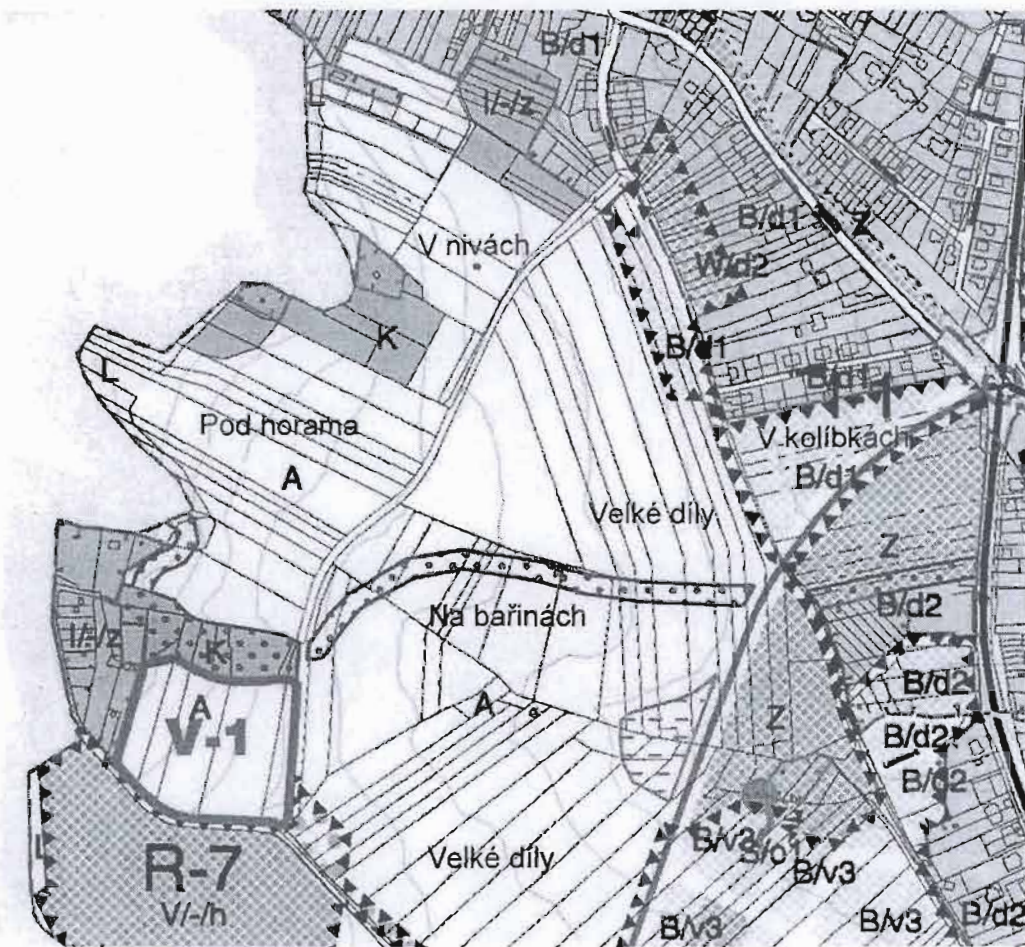 B/d1
I/-/z
L
V nivách
B/d1
Z
W/d2
K
B/d1
L
B/d1
Pod horama
V kolíbkách
A
B/d1
Velké díly
Z
B/d2
Na bařinách
I/-/z
K
B/d2
A
A
V-1
Z
B/d2
B/d2
B/v3
B/o1
Z
B/v3
L
R-7
Velké díly
V/-/h
B/v3
B/v3
B/d2